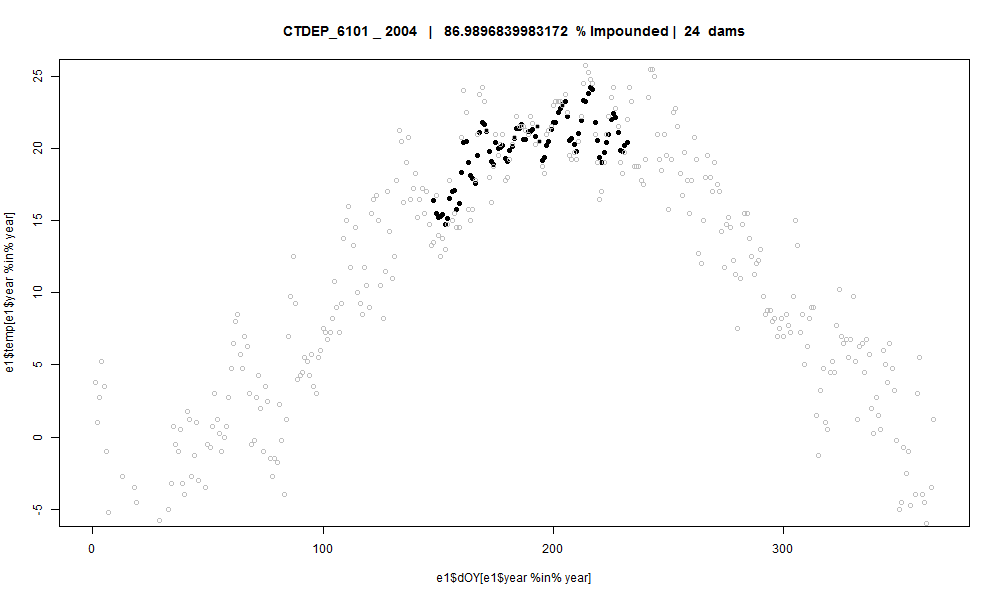 CTDEP_6101 _ 2004 | 86.9896839983172 % Impounded | 24 dams
e1$temp[e1$year %in% year]
25
20
15
10
5
0
-5
0 100 200 300
e1$dOY[e1$year %in% year]